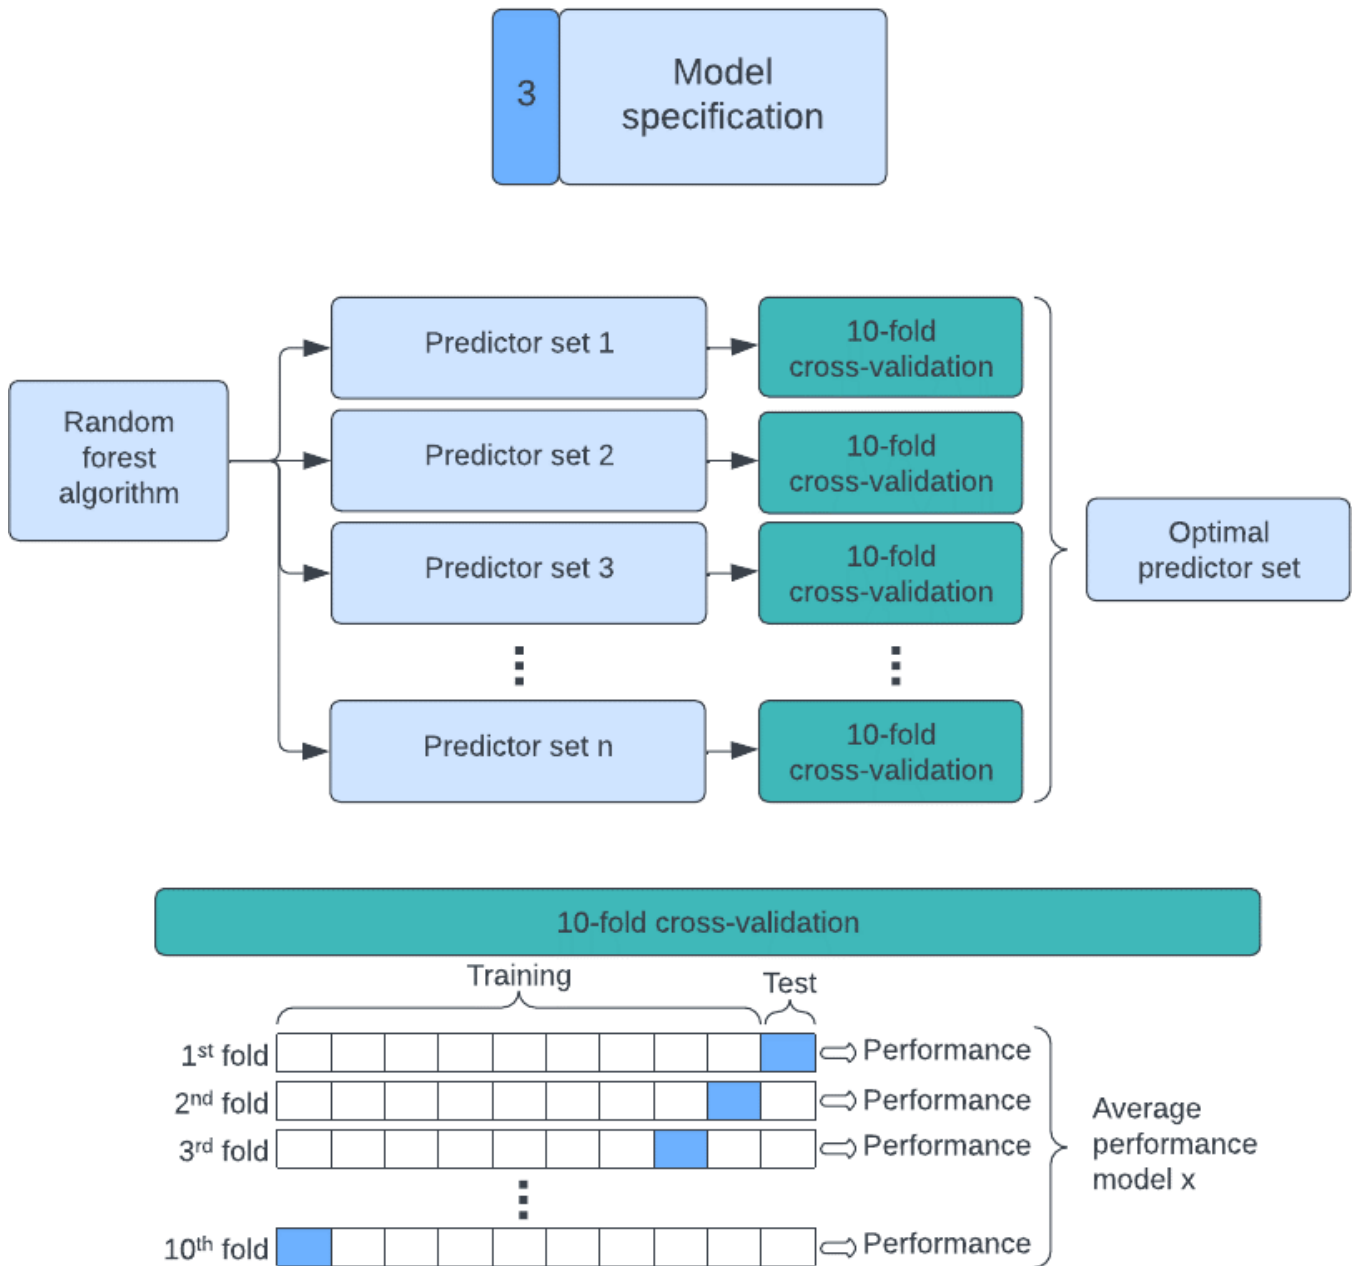 3
Model
specification
Random
forest
algorithm
Predictor set 1
10-fold
cross-validation
Predictor set 2
10-fold
cross-validation
Predictor set 3
10-fold
cross-validation
Predictor set n
10-fold
cross-validation
Optimal
predictor set
10-fold cross-validation
Training
Test
1st fold
Performance
2nd fold
Performance
3rd fold
Performance
10th fold
Performance
Average
performance
model x